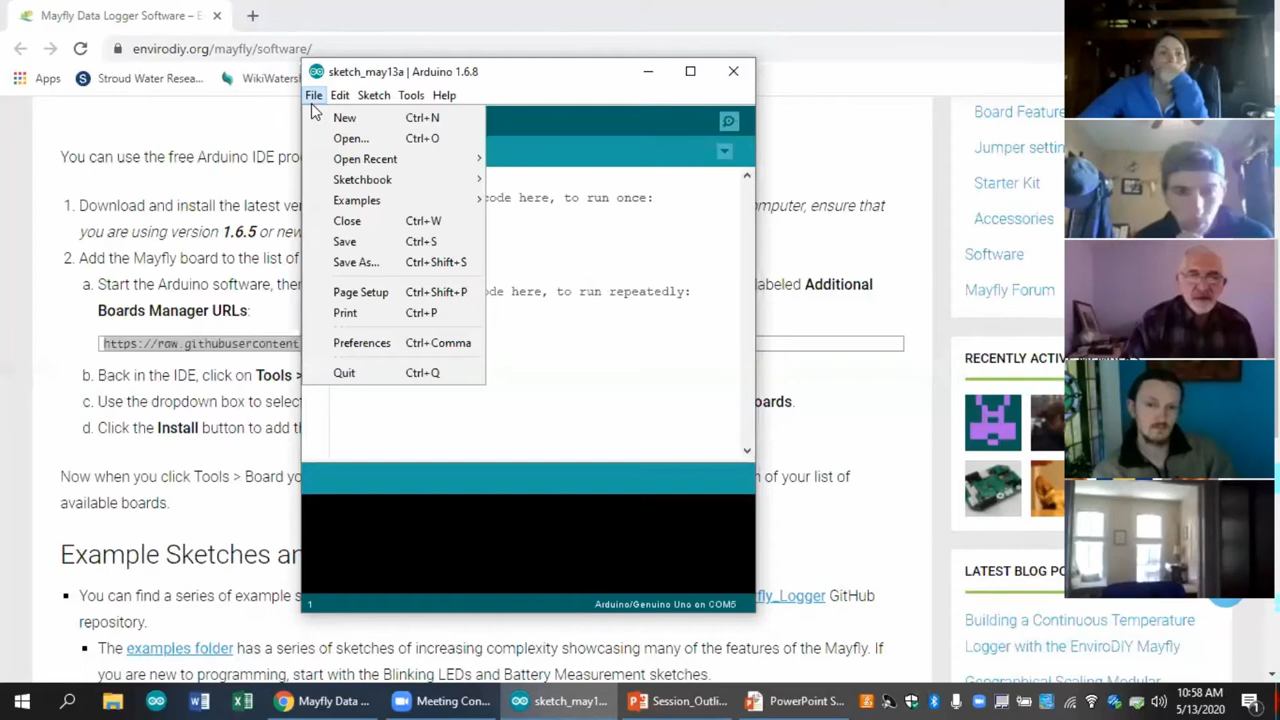 Mayfly Data Logger Software – E
envirodiy.org/mayfly/software/
Apps
Stroud Water Resea...
WikiWatersh
sketch_may13a | Arduino 1.6.8
File Edit Sketch Tools Help
New Ctrl+N
Open... Ctrl+O
Open Recent
Sketchbook
Examples
Close Ctrl+W
Save Ctrl+S
Save As... Ctrl+Shift+S
Page Setup Ctrl+Shift+P
Print Ctrl+P
Preferences Ctrl+Comma
Quit Ctrl+Q
code here, to run once:
code here, to run repeatedly:
1
Arduino/Genuino Uno on COM5
You can use the free Arduino IDE pro
1. Download and install the latest ver
omputer, ensure that
you are using version 1.6.5 or new
2. Add the Mayfly board to the list of
a. Start the Arduino software, then
labeled Additional
Boards Manager URLs:
https://raw.githubusercontent
b. Back in the IDE, click on Tools >
c. Use the dropdown box to select
ards.
d. Click the Install button to add th
Now when you click Tools > Board yo
m of your list of
available boards.
Example Sketches an
You can find a series of example s
fly_Logger GitHub
repository.
The examples folder has a series of sketches of increasing complexity showcasing many of the features of the Mayfly. If
you are new to programming, start with the Blinking LEDs and Battery Measurement sketches.
Board Feature
Jumper settin
Starter Kit
Accessories
Software
Mayfly Forum
RECENTLY ACTIVE MEMBERS
LATEST BLOG PO
Building a Continuous Temperature
Logger with the EnviroDIY Mayfly
Geographical Scaling Modular
Mayfly Data ...
Meeting Con...
sketch_may1...
Session_Outli...
PowerPoint S...
10:58 AM
5/13/2020
1